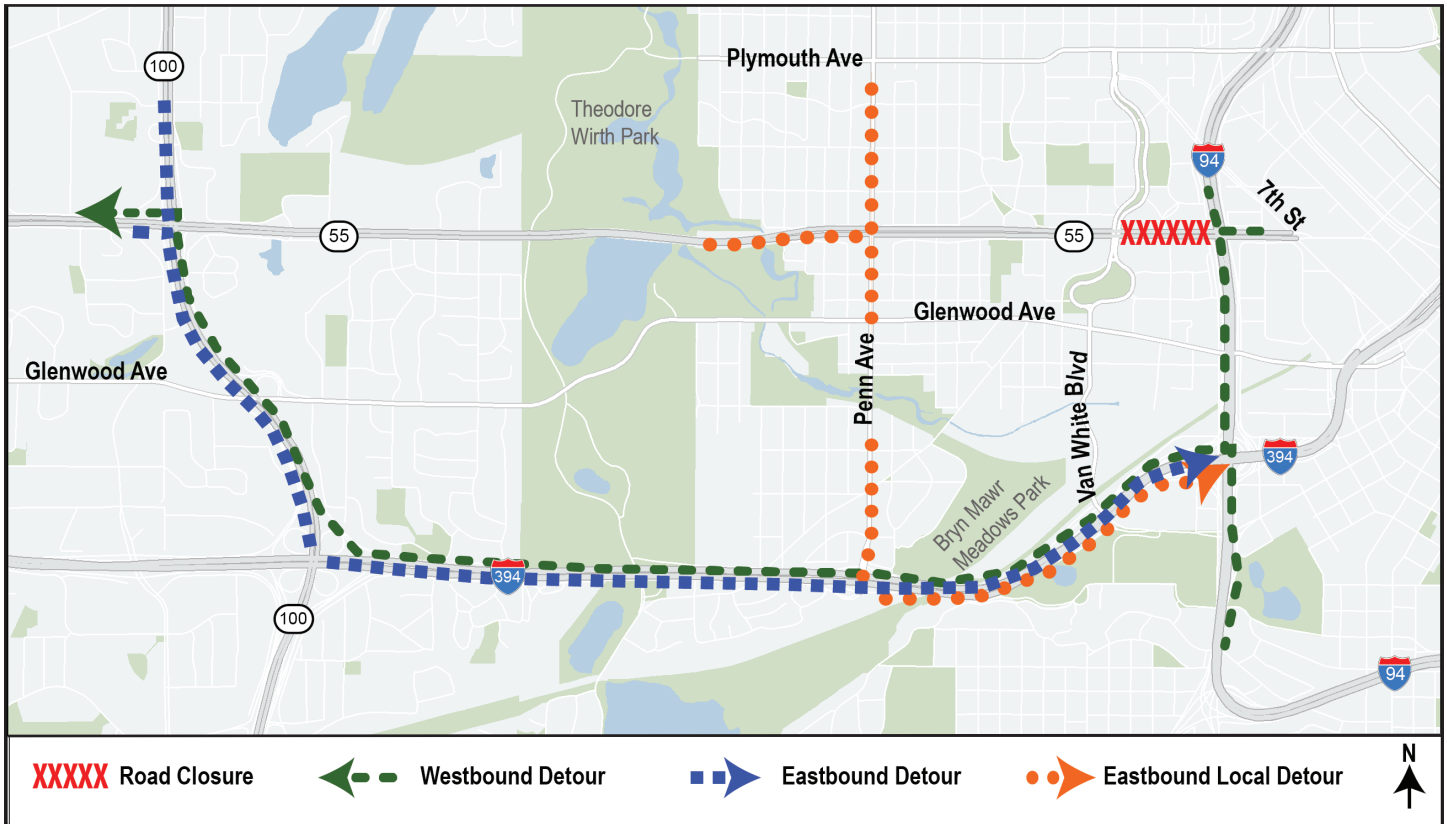 100
Plymouth Ave
Theodore
Wirth Park
94
7th St
55
55
XXXXXX
Glenwood Ave
Glenwood Ave
Penn Ave
Van White Blvd
394
Bryn Mawr
Meadows Park
394
100
94
XXXXX Road Closure
Westbound Detour
Eastbound Detour
Eastbound Local Detour
N